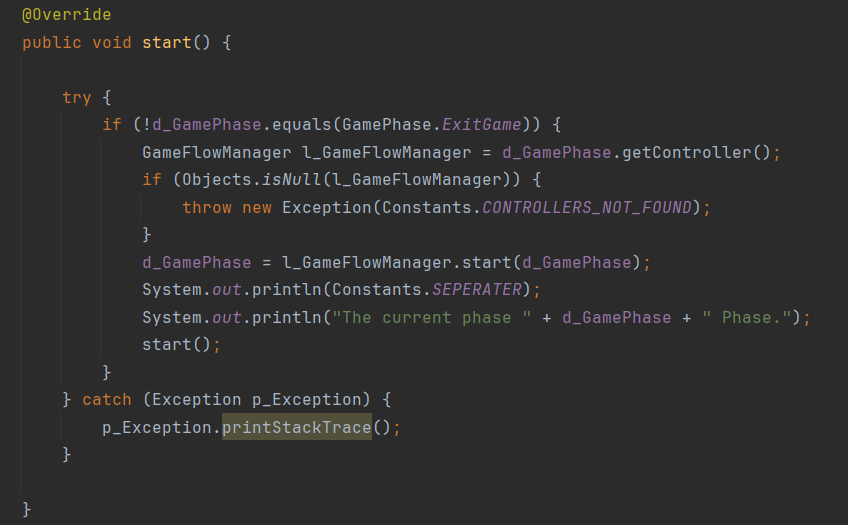 @Override
public void start() {
try {
if (!d_GamePhase.equals(GamePhase.ExitGame)) {
GameFlowManager l_GameFlowManager = d_GamePhase.getController();
if (Objects.isNull(l_GameFlowManager)) {
throw new Exception(Constants.CONTROLLERS_NOT_FOUND);
}
d_GamePhase = l_GameFlowManager.start(d_GamePhase);
System.out.println(Constants.SEPERATER);
System.out.println("The current phase " + d_GamePhase + " Phase.");
start();
}
} catch (Exception p_Exception) {
p_Exception.printStackTrace();
}
}